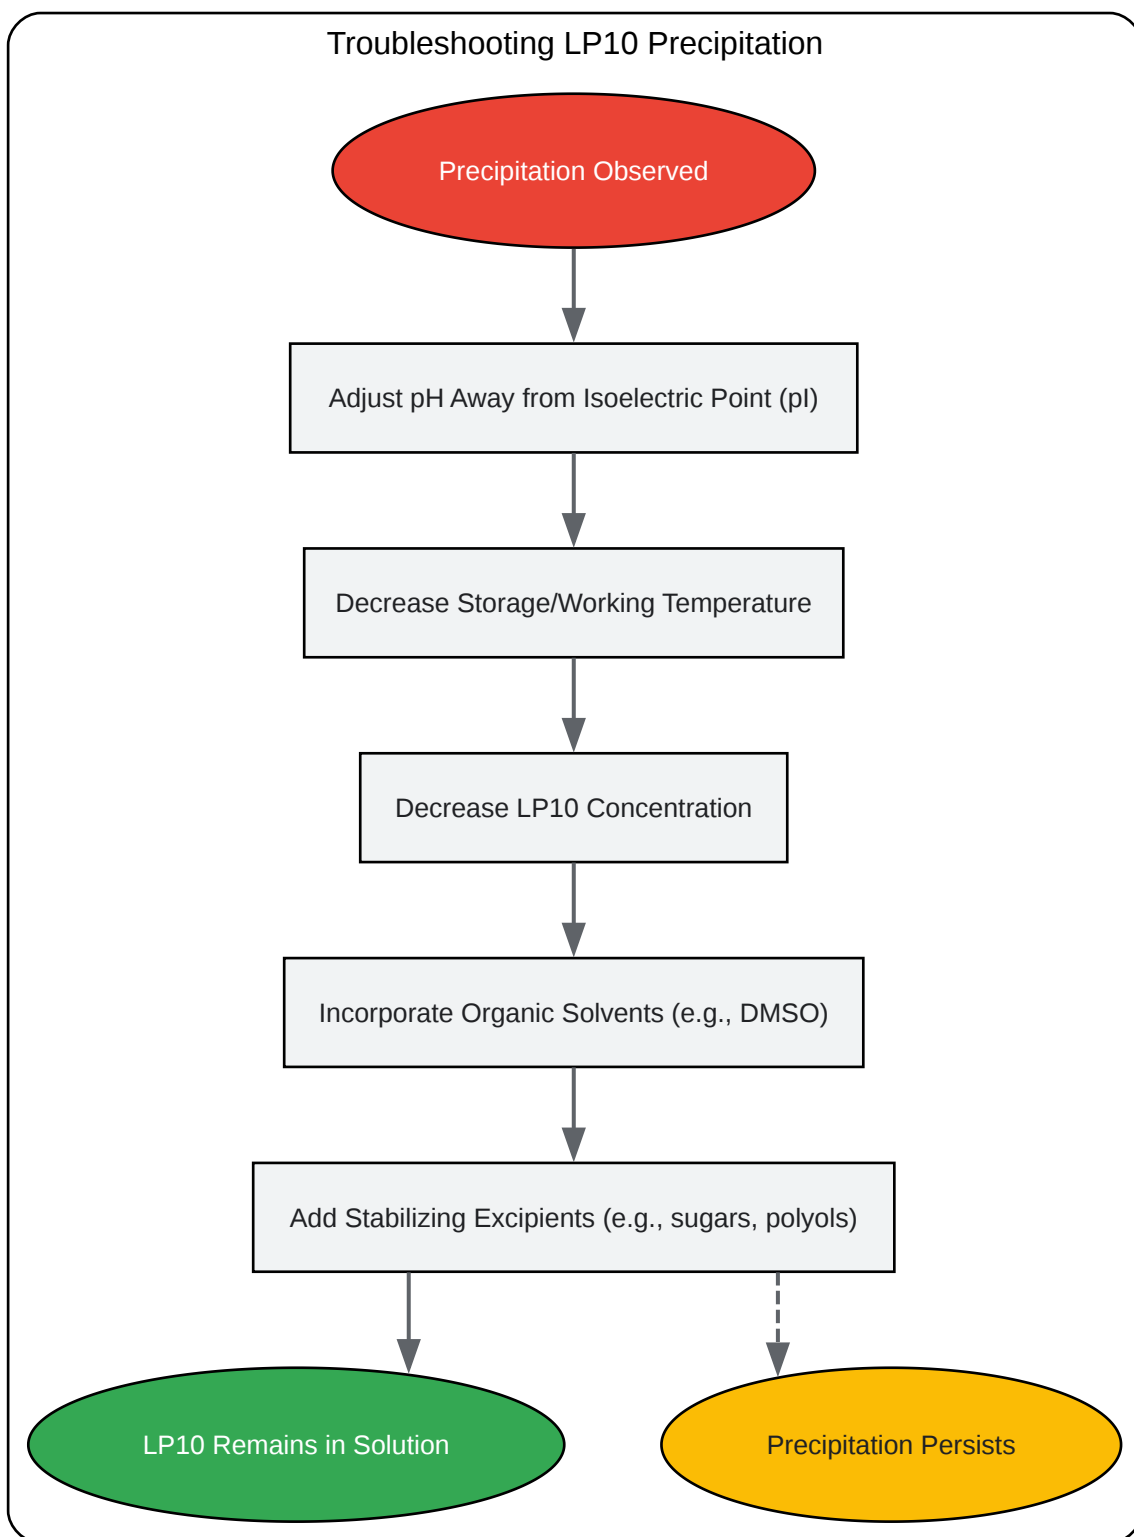 Troubleshooting LP10 Precipitation
Precipitation Observed
Adjust pH Away from Isoelectric Point (pI)
Decrease Storage/Working Temperature
Decrease LP10 Concentration
Incorporate Organic Solvents (e.g., DMSO)
Add Stabilizing Excipients (e.g., sugars, polyols)
LP10 Remains in Solution
Precipitation Persists